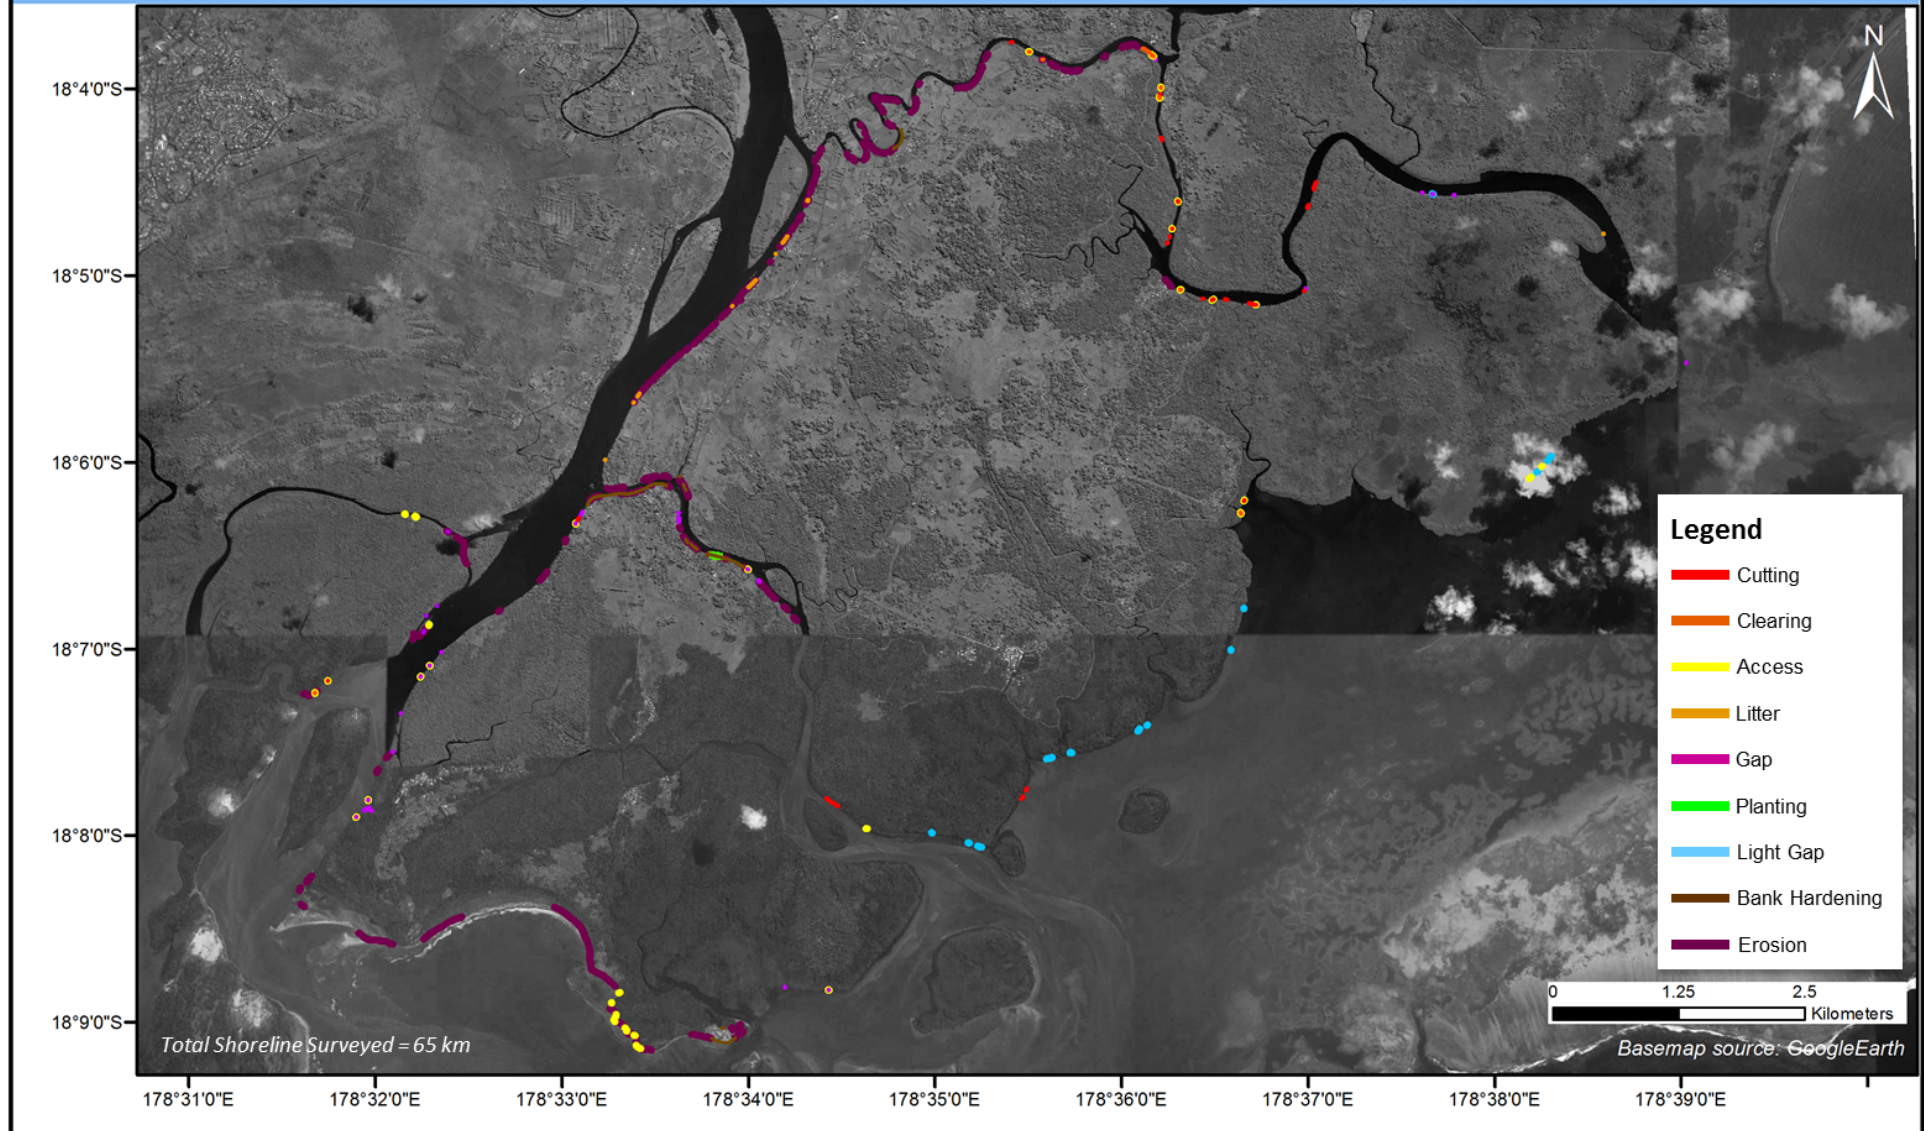 N
18°4'0"S
18°5'0"S
18°6'0"S
18°7'0"S
18°8'0"S
18°9'0"S
Legend
Cutting
Clearing
Access
Litter
Gap
Planting
Light Gap
Bank Hardening
Erosion
0 1.25 2.5
Kilometers
Total Shoreline Surveyed = 65 km
Basemap source: GoogleEarth
178°31'0"E 178°32'0"E 178°33'0"E 178°34'0"E 178°35'0"E 178°36'0"E 178°37'0"E 178°38'0"E 178°39'0"E